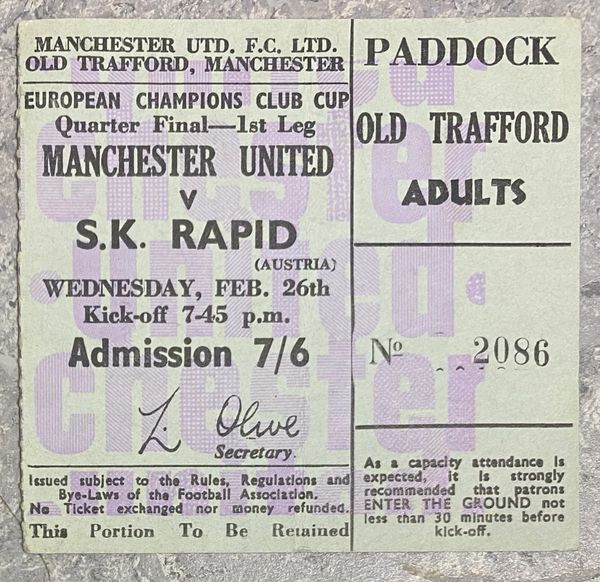 MANCHESTER UTD. F.C. LTD.
OLD TRAFFORD, MANCHESTER
EUROPEAN CHAMPIONS CLUB CUP
Quarter Final—1st Leg
MANCHESTER UNITED
V
S.K. RAPID
(AUSTRIA)
WEDNESDAY, FEB. 26th
Kick-off 7-45 p.m.
Admission 7/6
L. Olive
Secretary.
Issued subject to the Rules, Regulations and
Bye-Laws of the Football Association.
No Ticket exchanged nor money refunded.
This Portion To Be Retained
PADDOCK
OLD TRAFFORD
ADULTS
No 2086
As a capacity attendance is
expected, it is strongly
recommended that patrons
ENTER THE GROUND not
less than 30 minutes before
kick-off.